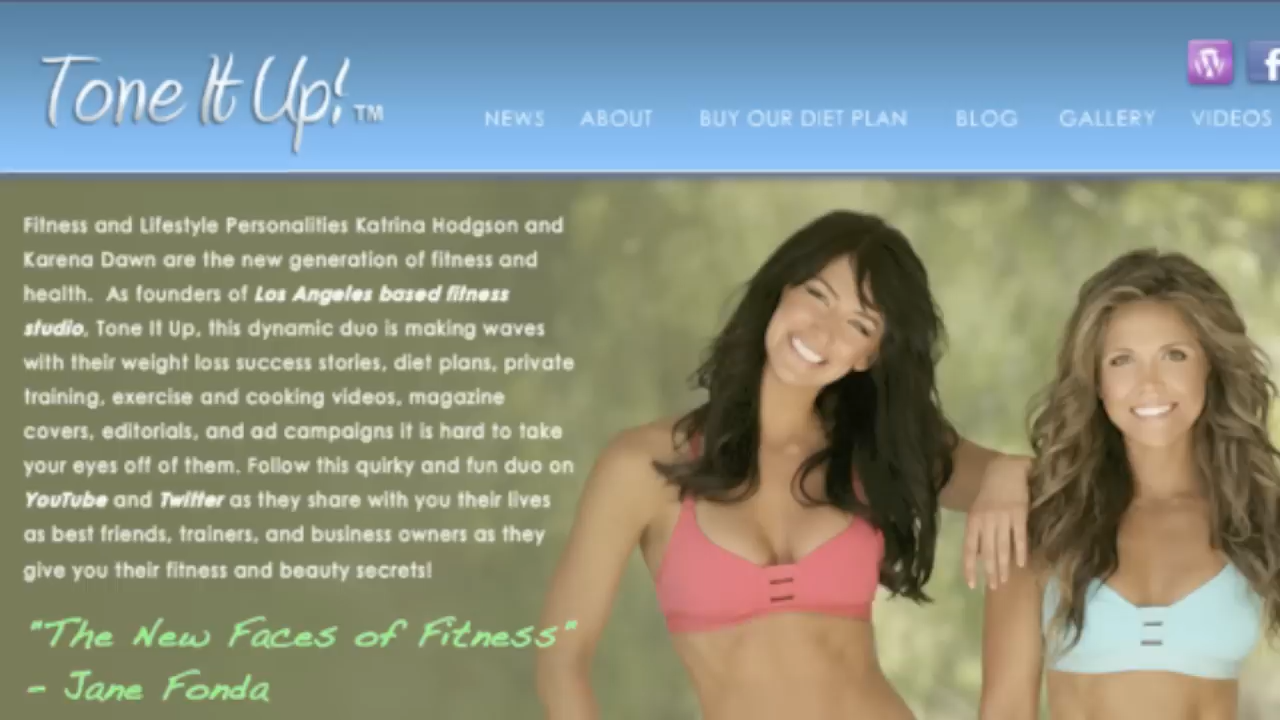 Tone It Up!™
NEWS ABOUT BUY OUR DIET PLAN BLOG GALLERY VIDEOS
Fitness and Lifestyle Personalities Katrina Hodgson and
Karena Dawn are the new generation of fitness and
health. As founders of Los Angeles based fitness
studio, Tone It Up, this dynamic duo is making waves
with their weight loss success stories, diet plans, private
training, exercise and cooking videos, magazine
covers, editorials, and ad campaigns it is hard to take
your eyes off of them. Follow this quirky and fun duo on
YouTube and Twitter as they share with you their lives
as best friends, trainers, and business owners as they
give you their fitness and beauty secrets!
"The New Faces of Fitness"
- Jane Fonda